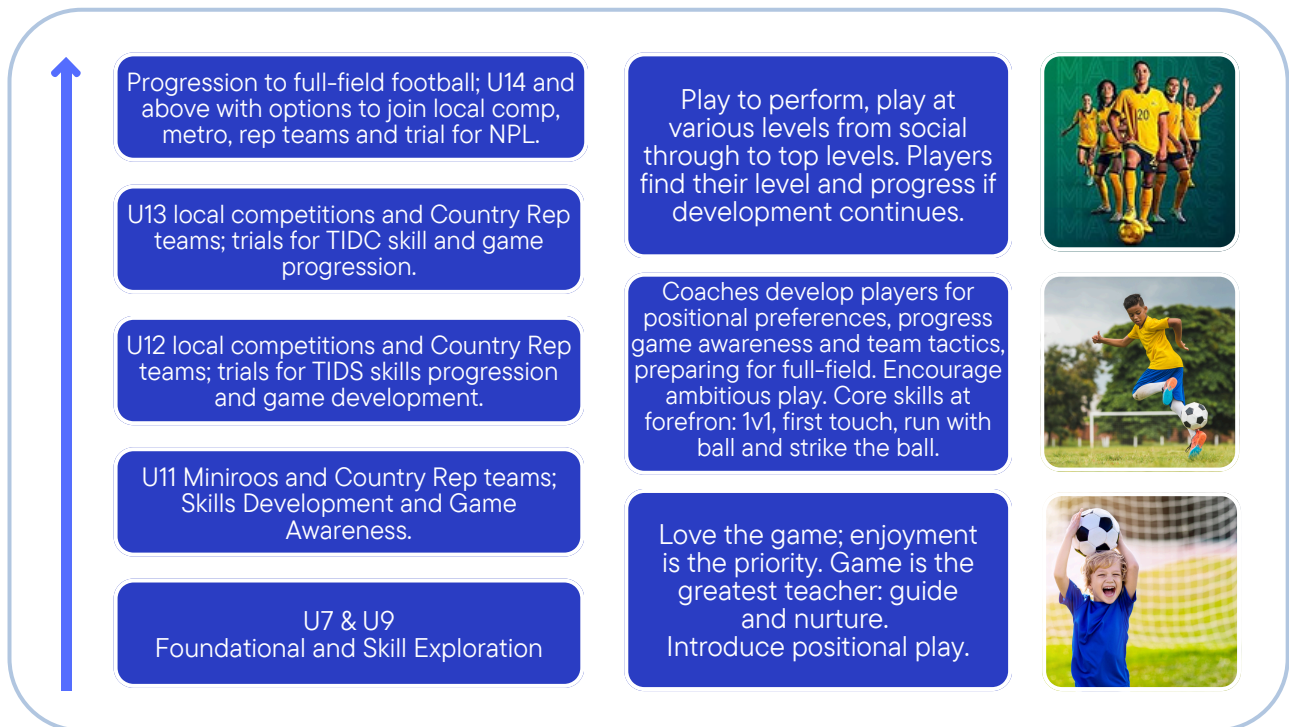 Progression to full-field football; U14 and
above with options to join local comp,
metro, rep teams and trial for NPL.
U13 local competitions and Country Rep
teams; trials for TIDC skill and game
progression.
U12 local competitions and Country Rep
teams; trials for TIDS skills progression
and game development.
U11 Miniroos and Country Rep teams;
Skills Development and Game
Awareness.
U7 & U9
Foundational and Skill Exploration
Play to perform, play at
various levels from social
through to top levels. Players
find their level and progress if
development continues.
Coaches develop players for
positional preferences, progress
game awareness and team tactics,
preparing for full-field. Encourage
ambitious play. Core skills at
forefron: 1v1, first touch, run with
ball and strike the ball.
Love the game; enjoyment
is the priority. Game is the
greatest teacher: guide
and nurture.
Introduce positional play.
MATILDAS
20